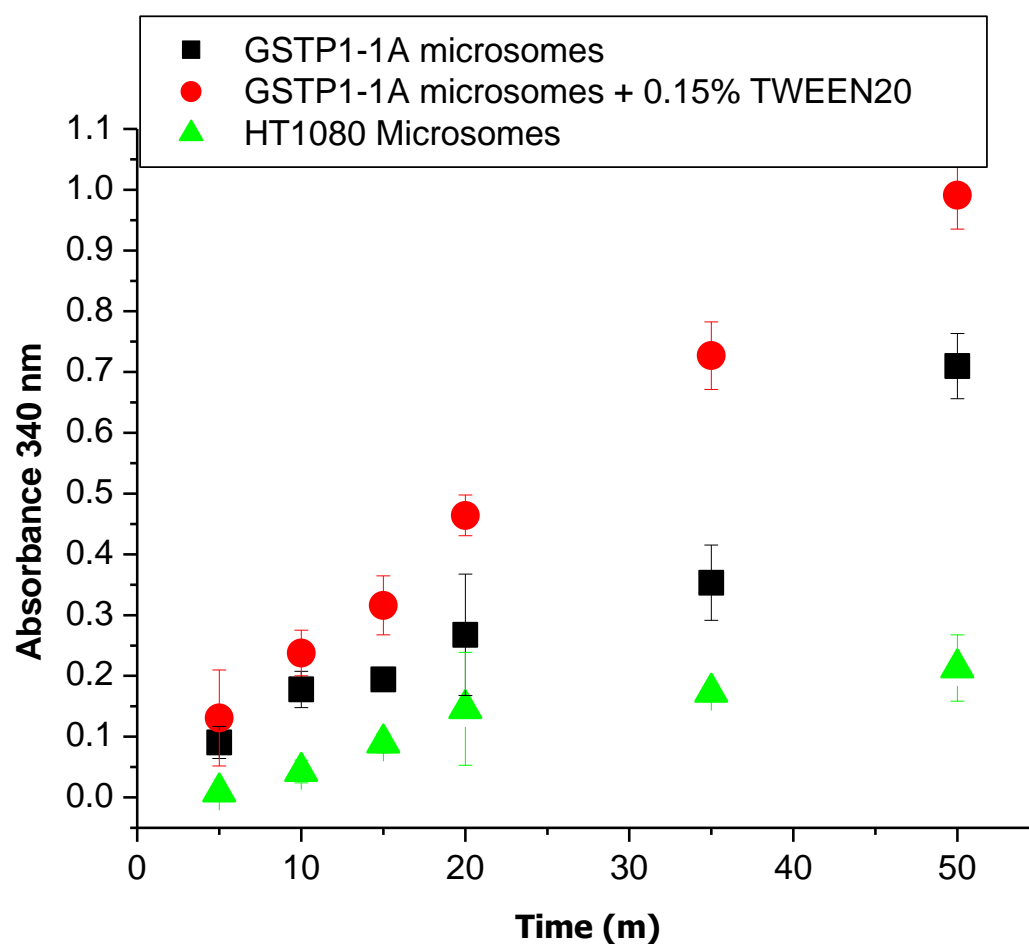 GSTP1-1A microsomes
GSTP1-1A microsomes + 0.15% TWEEN20
HT1080 Microsomes
1.1
1.0
0.9
0.8
0.7
0.6
0.5
0.4
0.3
0.2
0.1
0.0
Absorbance 340 nm
0 10 20 30 40 50
Time (m)